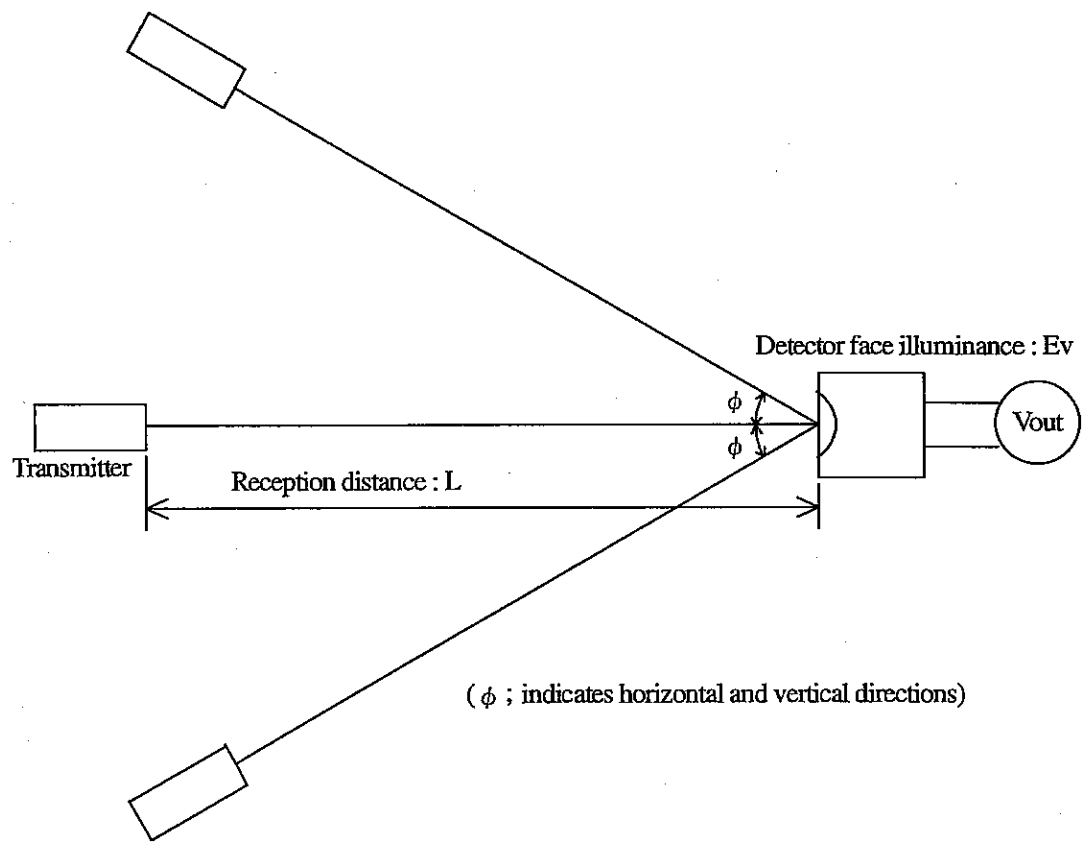 Detector face illuminance : Ev
ϕ
Vout
ϕ
Transmitter
Reception distance : L
( ϕ ; indicates horizontal and vertical directions)